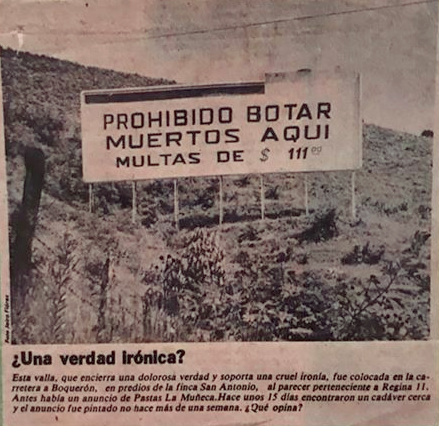 PROHIBIDO BOTAR
MUERTOS AQUI
MULTAS DE $ 111⁰⁰
¿Una verdad irónica?
Esta valla, que encierra una dolorosa verdad y soporta una cruel ironía, fue colocada en la ca-
rretera a Boquerón, en predios de la finca San Antonio, al parecer perteneciente a Regina 11.
Antes había un anuncio de Pastas La Muñeca.Hace unos 15 días encontraron un cadáver cerca
y el anuncio fue pintado no hace más de una semana. ¿Qué opina?